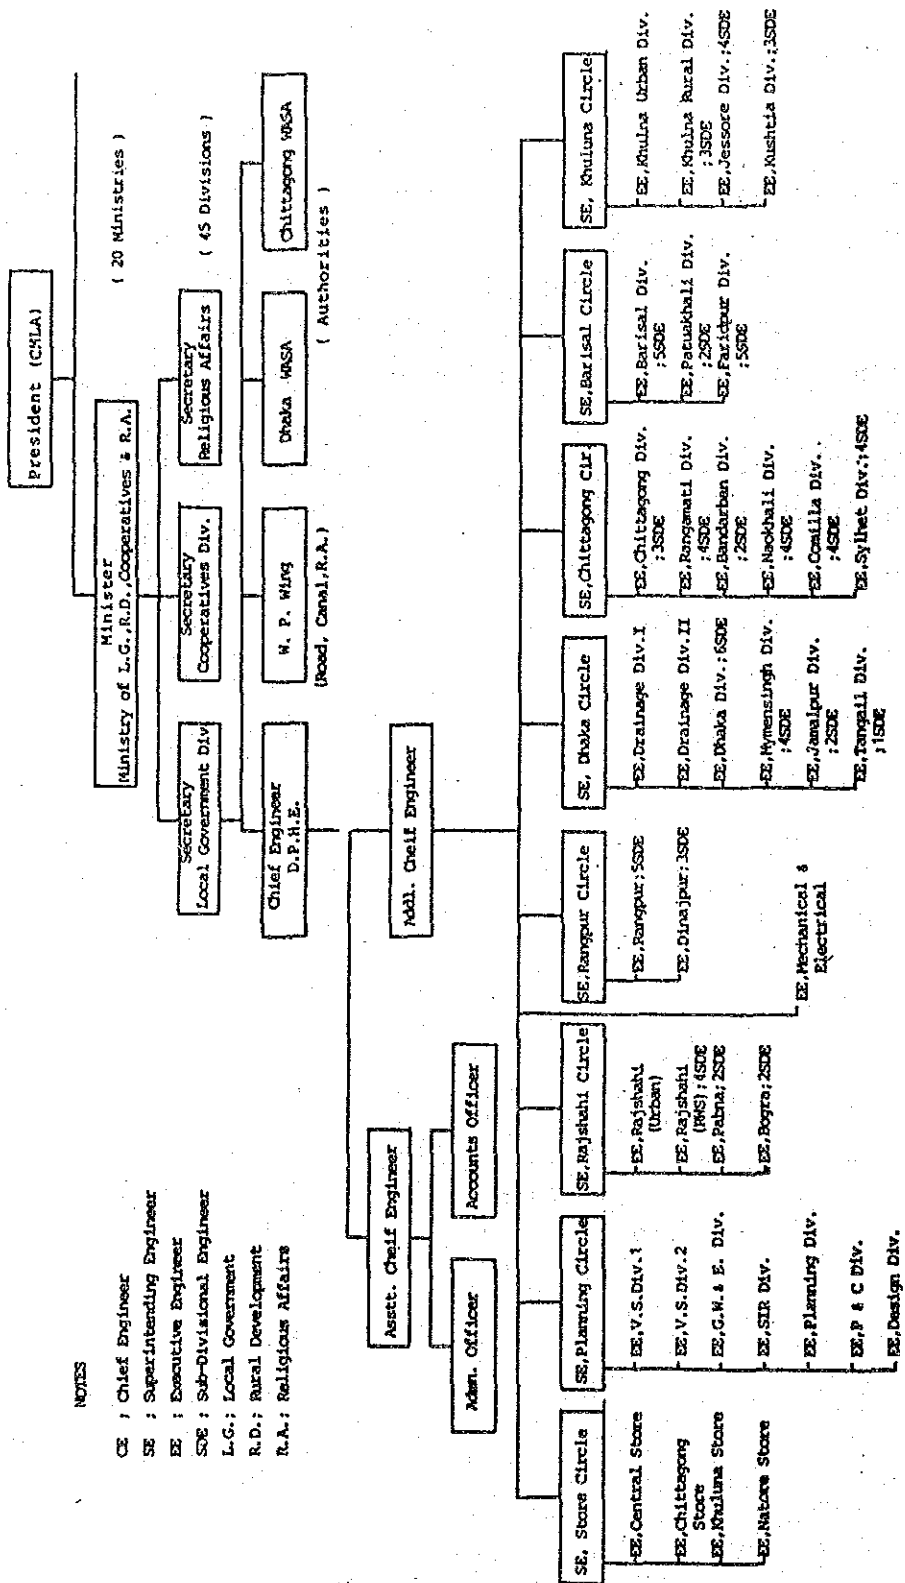 President (CMLA)
Minister
Ministry of L.G.,R.D.,Cooperatives & R.A.
( 20 Ministries )
Secretary
Local Government Div
Secretary
Cooperatives Div.
Secretary
Religious Affairs
( 45 Divisions )
Chief Engineer
D.P.H.E.
W. P. Wing
(Road, Canal,R.A.)
Dhaka WASA
Chittagong WASA
( Authorities )
NOTES
CE ; Chief Engineer
SE ; Superintending Engineer
EE ; Executive Engineer
SDE ; Sub-Divisional Engineer
L.G.; Local Government
R.D.; Rural Development
R.A.; Religious Affairs
Asstt. Cheif Engineer
Addl. Cheif Engineer
Admn. Officer
Accounts Officer
SE, Store Circle
EE,Central Store
EE,Chittagong
Store
EE,Khuluna Store
EE,Natore Store
SE,Planning Circle
EE,V.S.Div.1
EE,V.S.Div.2
EE,G.W.& E. Div.
EE,SIR Div.
EE,Planning Div.
EE,P & C Div.
EE,Design Div.
SE,Rajshahi Circle
EE,Rajshahi
(Urban)
EE,Rajshahi
(RWS);4SDE
EE,Pabna;2SDE
EE,Bogra;2SDE
EE,Mechanical &
Electrical
SE,Rangpur Circle
EE,Rangpur;5SDE
EE,Dinajpur;3SDE
SE, Dhaka Circle
EE,Drainage Div.I
EE,Drainage Div.II
EE,Dhaka Div.;6SDE
EE,Mymensingh Div.
;4SDE
EE,Jamalpur Div.
;2SDE
EE,Tangail Div.
;1SDE
SE,Chittagong Cir.
EE,Chittagong Div.
;3SDE
EE,Rangamati Div.
;4SDE
EE,Bandarban Div.
;2SDE
EE,Naokhali Div.
;4SDE
EE,Comilla Div.
;4SDE
EE,Sylhet Div.;4SDE
SE,Barisal Circle
EE,Barisal Div.
;5SDE
EE,Patuakhali Div.
;2SDE
EE,Faridpur Div.
;5SDE
SE, Khuluna Circle
EE,Khulna Urban Div.
EE,Khulna Rural Div.
;3SDE
EE,Jessore Div.;4SDE
EE,Kushtia Div.;3SDE